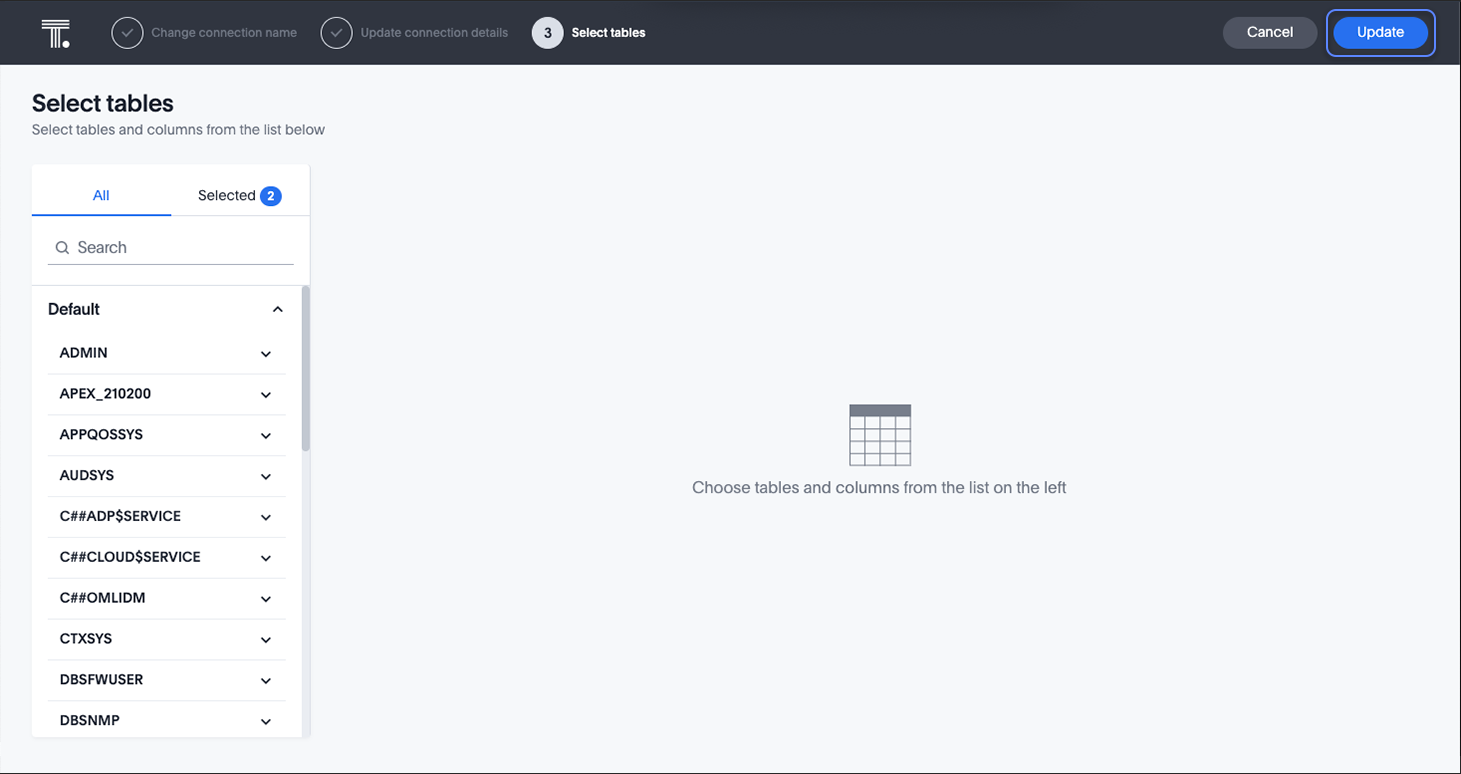 T.
Change connection name
Update connection details
3 Select tables
Cancel
Update
Select tables
Select tables and columns from the list below
All
Selected 2
Search
Default
ADMIN
APEX_210200
APPQOSSYS
AUDSYS
C##ADP$SERVICE
C##CLOUD$SERVICE
C##OMLIDM
CTXSYS
DBSFWUSER
DBSNMP
Choose tables and columns from the list on the left